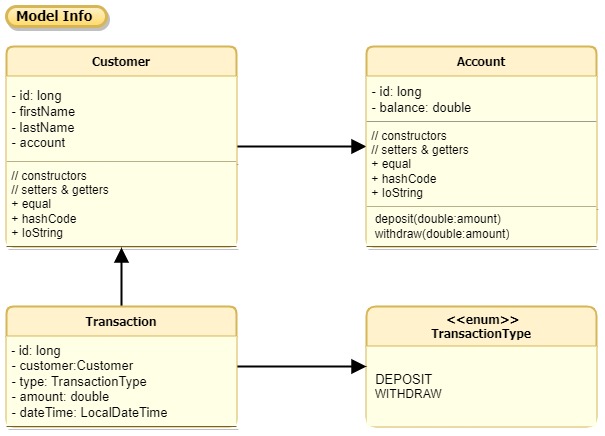 Model Info
Customer
- id: long
- firstName
- lastName
- account
// constructors
// setters & getters
+ equal
+ hashCode
+ IoString
Account
- id: long
- balance: double
// constructors
// setters & getters
+ equal
+ hashCode
+ IoString
deposit(double:amount)
withdraw(double:amount)
Transaction
- id: long
- customer:Customer
- type: TransactionType
- amount: double
- dateTime: LocalDateTime
<<enum>>
TransactionType
DEPOSIT
WITHDRAW